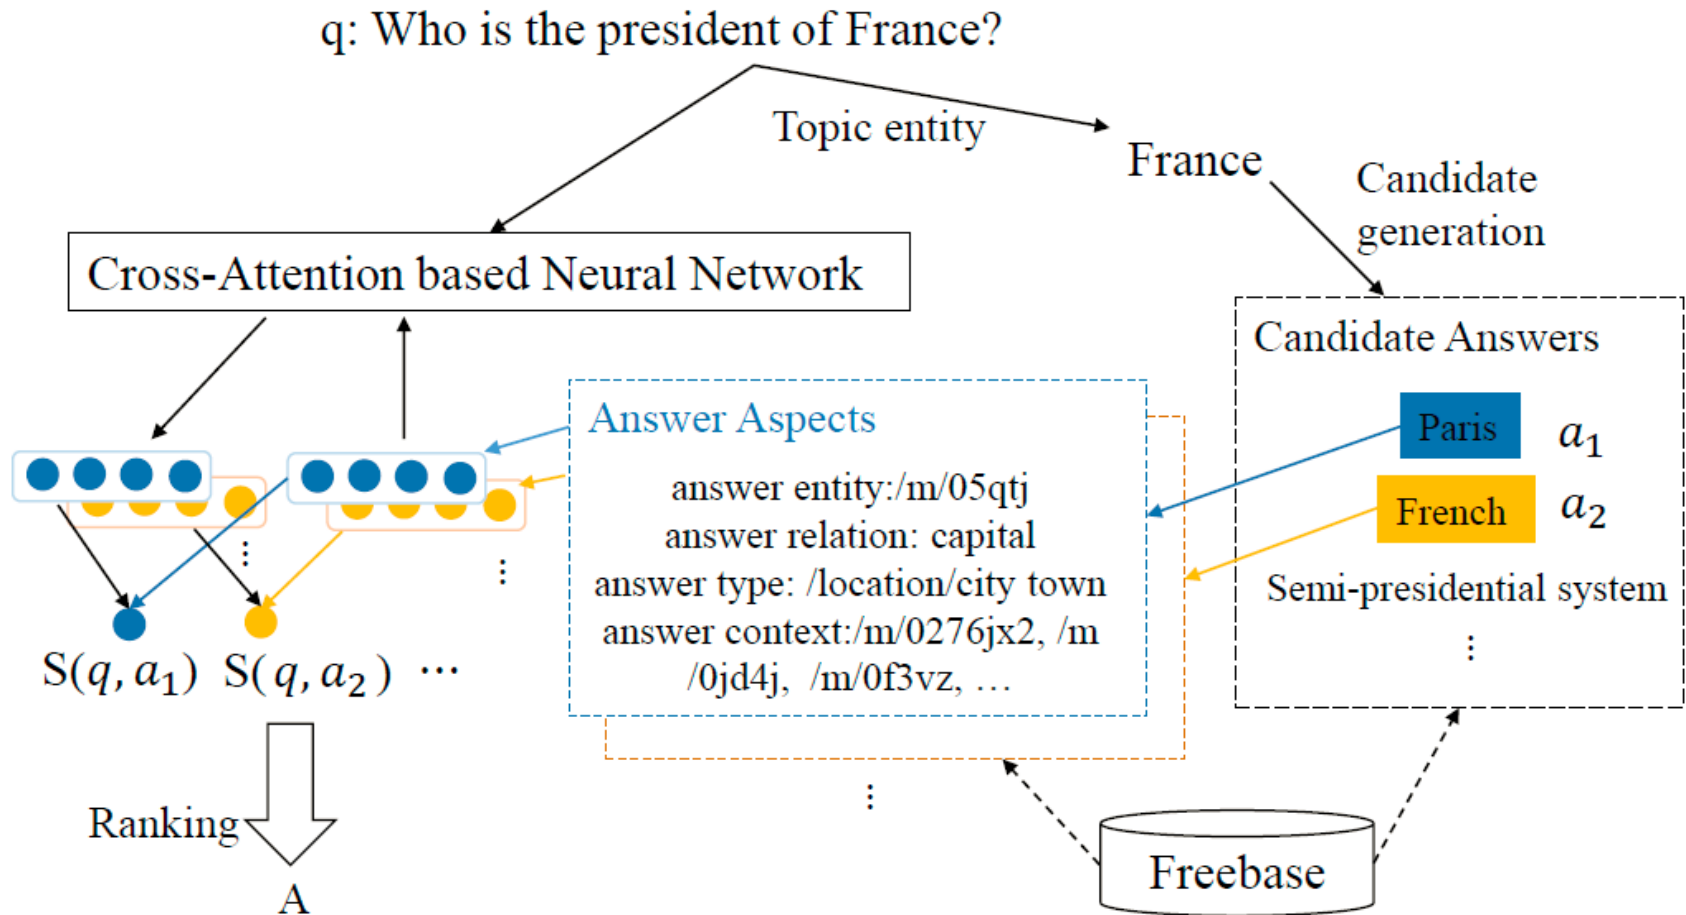 q: Who is the president of France?
Topic entity
France
Candidate
generation
Cross-Attention based Neural Network
Candidate Answers
Paris a₁
French a₂
Semi-presidential system
⋮
Answer Aspects
answer entity:/m/05qtj
answer relation: capital
answer type: /location/city town
answer context:/m/0276jx2, /m
/0jd4j, /m/0f3vz, …
⋮
⋮
⋮
S(q, a₁) S(q, a₂) ⋯
Ranking
A
Freebase